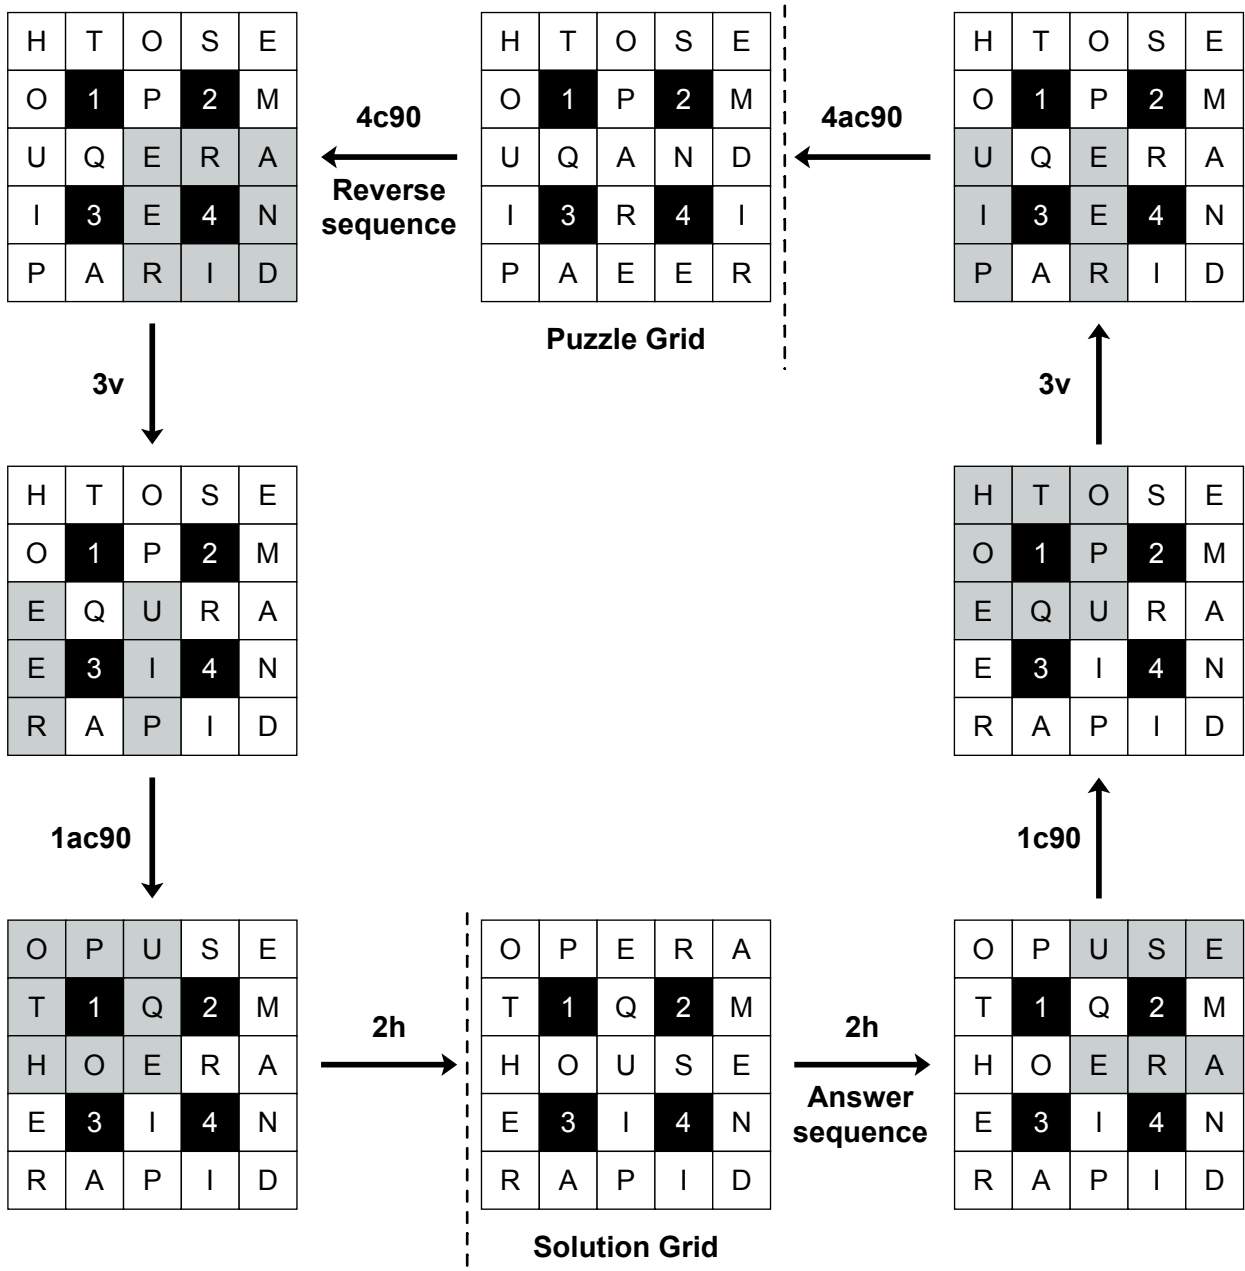 H T O S E
O 1 P 2 M
U Q E R A
I 3 E 4 N
P A R I D
4c90
Reverse
sequence
H T O S E
O 1 P 2 M
U Q A N D
I 3 R 4 I
P A E E R
Puzzle Grid
4ac90
H T O S E
O 1 P 2 M
U Q E R A
I 3 E 4 N
P A R I D
3v
3v
H T O S E
O 1 P 2 M
E Q U R A
E 3 I 4 N
R A P I D
H T O S E
O 1 P 2 M
E Q U R A
E 3 I 4 N
R A P I D
1ac90
1c90
O P U S E
T 1 Q 2 M
H O E R A
E 3 I 4 N
R A P I D
2h
O P E R A
T 1 Q 2 M
H O U S E
E 3 I 4 N
R A P I D
Solution Grid
2h
Answer
sequence
O P U S E
T 1 Q 2 M
H O E R A
E 3 I 4 N
R A P I D